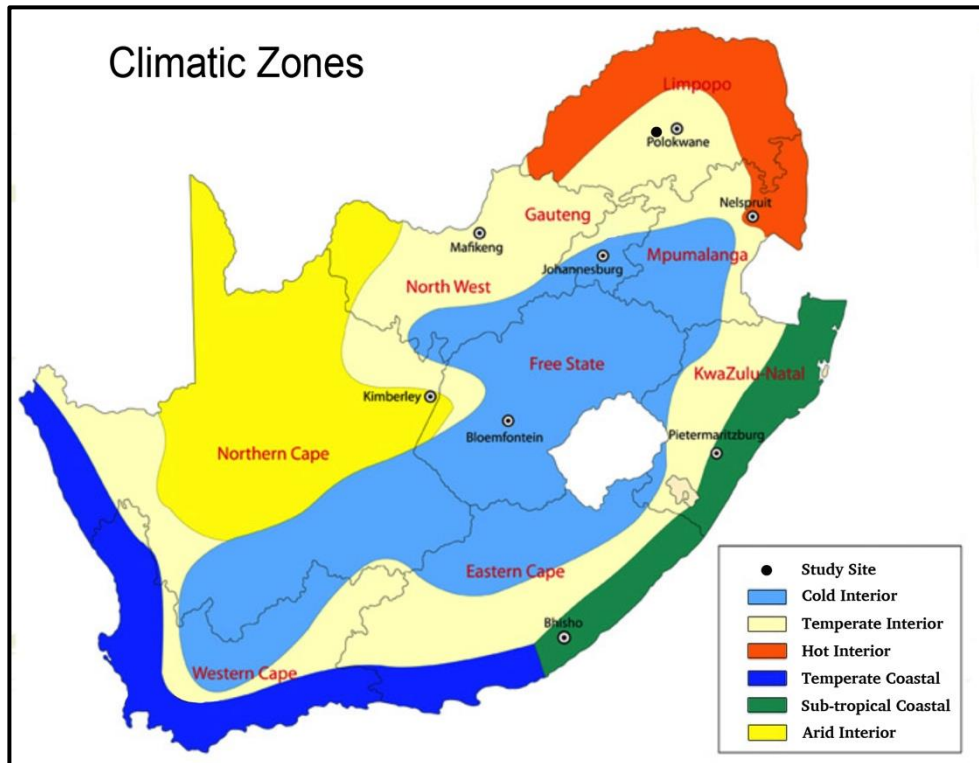 Climatic Zones
Limpopo
Polokwane
Nelspruit
Gauteng
Mafikeng
Mpumalanga
Johannesburg
North West
Free State
KwaZulu-Natal
Kimberley
Bloemfontein
Pietermaritzburg
Northern Cape
Eastern Cape
Bhisho
Western Cape
Study Site
Cold Interior
Temperate Interior
Hot Interior
Temperate Coastal
Sub-tropical Coastal
Arid Interior